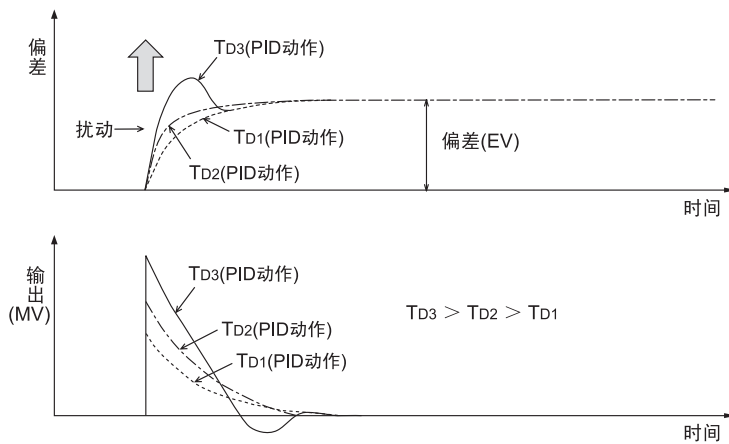 偏差
TD3(PID动作)
扰动
TD1(PID动作)
TD2(PID动作)
偏差(EV)
时间
输出
(MV)
TD3(PID动作)
TD2(PID动作)
TD1(PID动作)
TD3 > TD2 > TD1
时间